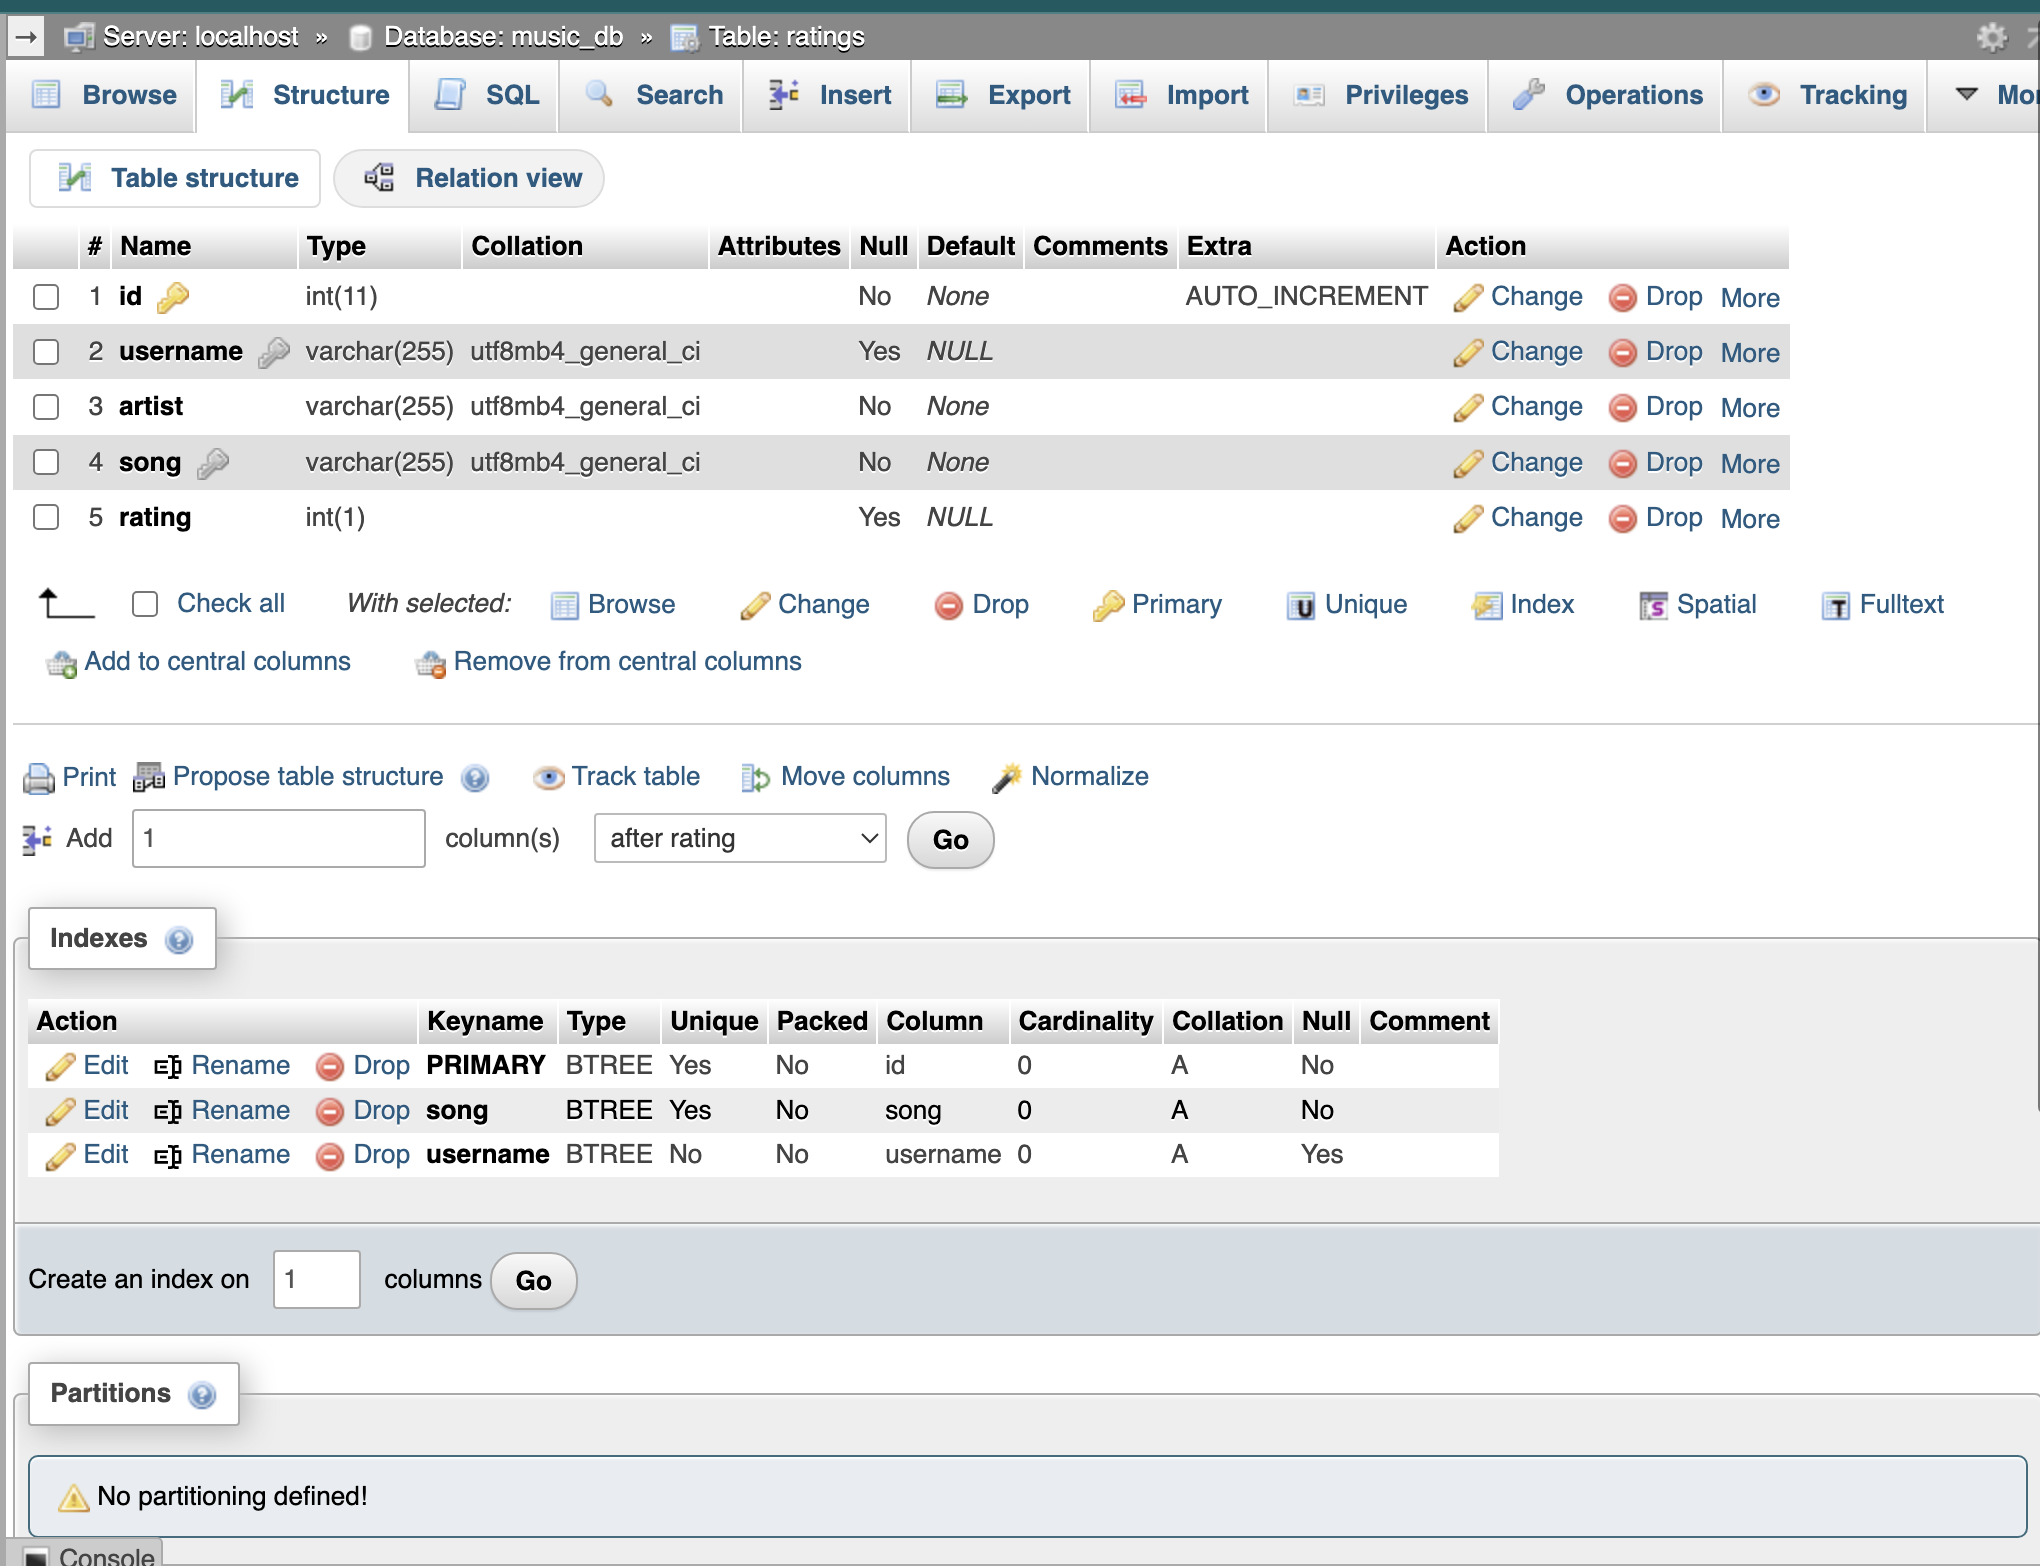 → Server: localhost » Database: music_db » Table: ratings
Browse Structure SQL Search Insert Export Import Privileges Operations Tracking
Table structure Relation view
# Name Type Collation Attributes Null Default Comments Extra Action
1 id int(11) No None AUTO_INCREMENT Change Drop More
2 username varchar(255) utf8mb4_general_ci Yes NULL Change Drop More
3 artist varchar(255) utf8mb4_general_ci No None Change Drop More
4 song varchar(255) utf8mb4_general_ci No None Change Drop More
5 rating int(1) Yes NULL Change Drop More
Check all With selected: Browse Change Drop Primary Unique Index Spatial Fulltext
Add to central columns Remove from central columns
Print Propose table structure Track table Move columns Normalize
Add 1 column(s) after rating Go
Indexes
Action Keyname Type Unique Packed Column Cardinality Collation Null Comment
Edit Rename Drop PRIMARY BTREE Yes No id 0 A No
Edit Rename Drop song BTREE Yes No song 0 A No
Edit Rename Drop username BTREE No No username 0 A Yes
Create an index on 1 columns Go
Partitions
No partitioning defined!
Console